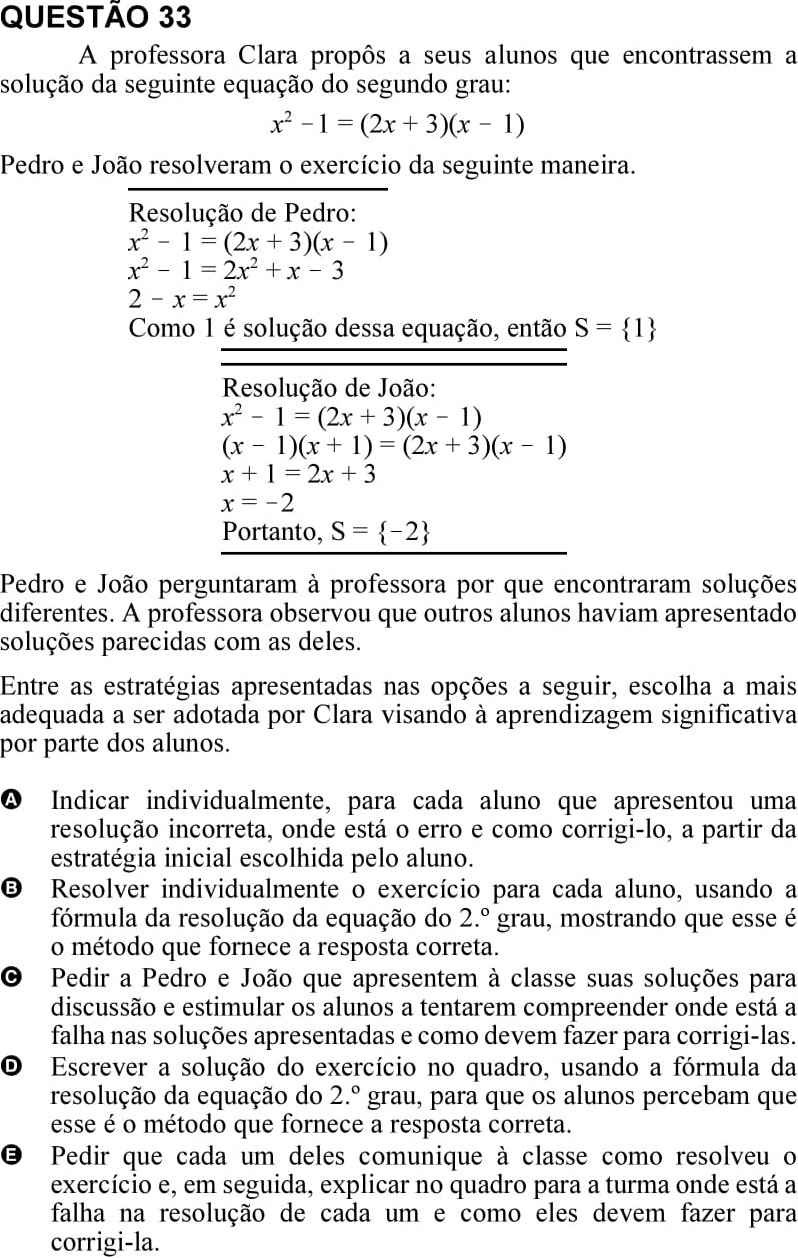 QUESTÃO 33
A professora Clara propôs a seus alunos que encontrassem a
solução da seguinte equação do segundo grau:
x² − 1 = (2x + 3)(x − 1)
Pedro e João resolveram o exercício da seguinte maneira.
Resolução de Pedro:
x² − 1 = (2x + 3)(x − 1)
x² − 1 = 2x² + x − 3
2 − x = x²
Como 1 é solução dessa equação, então S = {1}
Resolução de João:
x² − 1 = (2x + 3)(x − 1)
(x − 1)(x + 1) = (2x + 3)(x − 1)
x + 1 = 2x + 3
x = −2
Portanto, S = {−2}
Pedro e João perguntaram à professora por que encontraram soluções
diferentes. A professora observou que outros alunos haviam apresentado
soluções parecidas com as deles.
Entre as estratégias apresentadas nas opções a seguir, escolha a mais
adequada a ser adotada por Clara visando à aprendizagem significativa
por parte dos alunos.
A Indicar individualmente, para cada aluno que apresentou uma
resolução incorreta, onde está o erro e como corrigi-lo, a partir da
estratégia inicial escolhida pelo aluno.
B Resolver individualmente o exercício para cada aluno, usando a
fórmula da resolução da equação do 2.º grau, mostrando que esse é
o método que fornece a resposta correta.
C Pedir a Pedro e João que apresentem à classe suas soluções para
discussão e estimular os alunos a tentarem compreender onde está a
falha nas soluções apresentadas e como devem fazer para corrigi-las.
D Escrever a solução do exercício no quadro, usando a fórmula da
resolução da equação do 2.º grau, para que os alunos percebam que
esse é o método que fornece a resposta correta.
E Pedir que cada um deles comunique à classe como resolveu o
exercício e, em seguida, explicar no quadro para a turma onde está a
falha na resolução de cada um e como eles devem fazer para
corrigi-la.